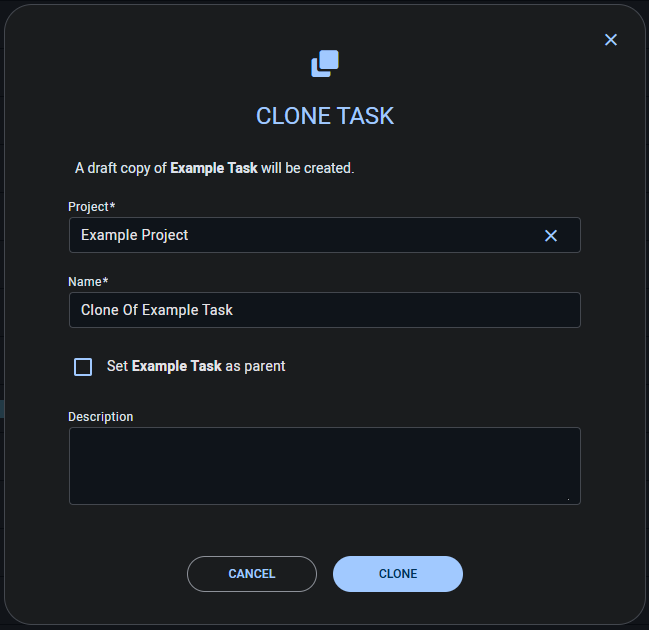 CLONE TASK
A draft copy of Example Task will be created.
Project*
Example Project
Name*
Clone Of Example Task
Set Example Task as parent
Description
CANCEL CLONE